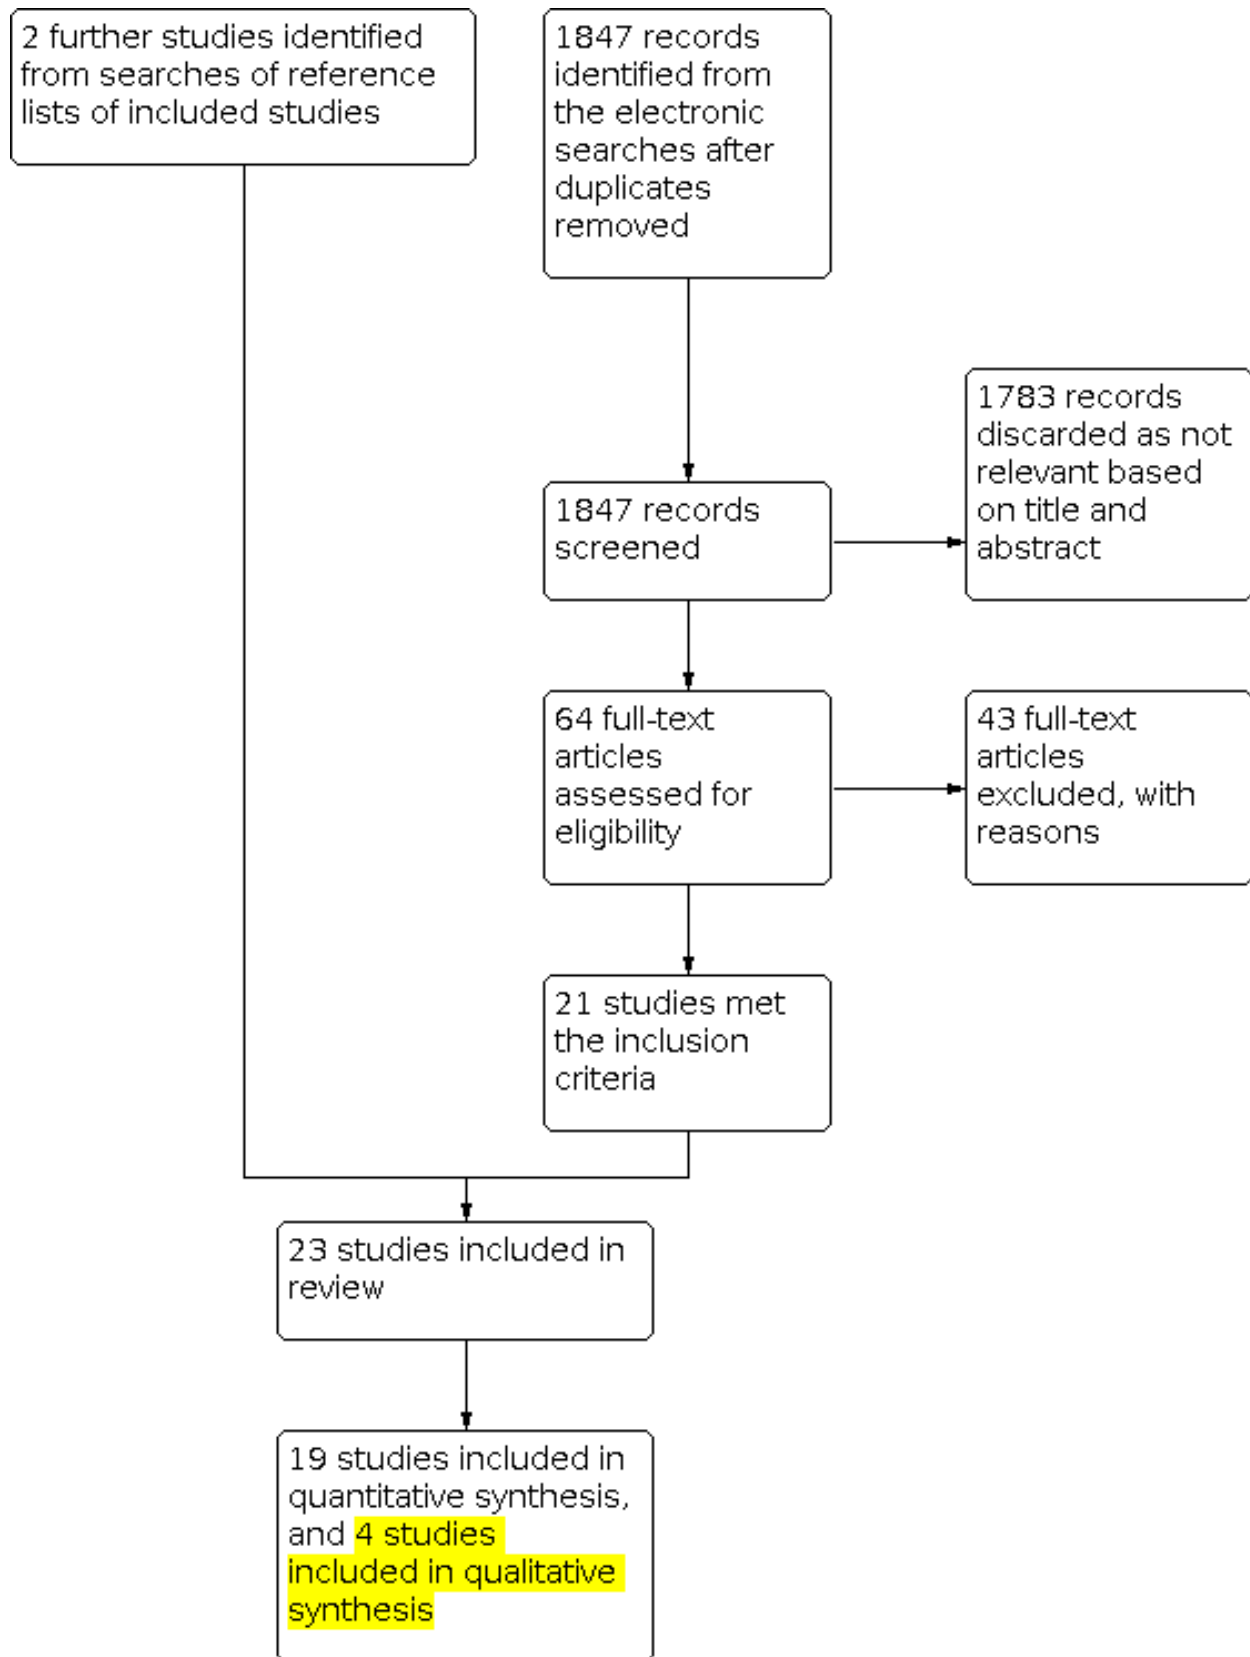 2 further studies identified
from searches of reference
lists of included studies
1847 records
identified from
the electronic
searches after
duplicates
removed
1847 records
screened
1783 records
discarded as not
relevant based
on title and
abstract
64 full-text
articles
assessed for
eligibility
43 full-text
articles
excluded, with
reasons
21 studies met
the inclusion
criteria
23 studies included in
review
19 studies included in
quantitative synthesis,
and 4 studies
included in qualitative
synthesis